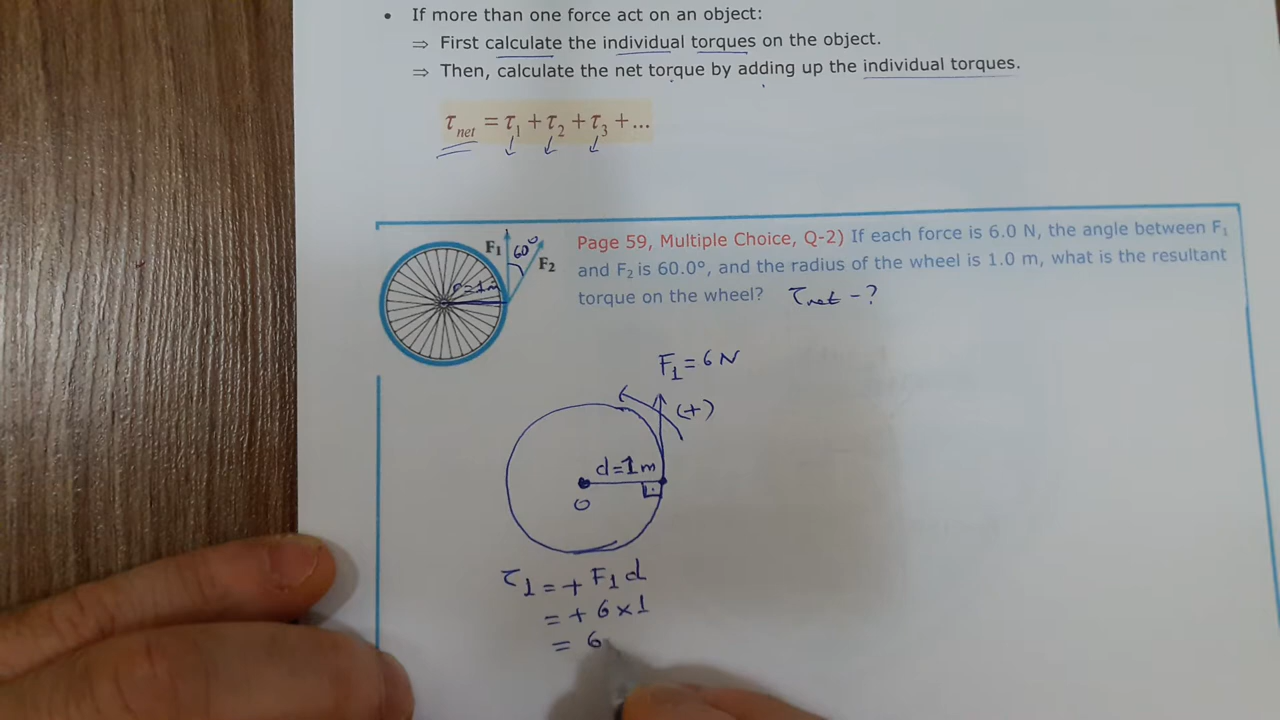 • If more than one force act on an object:
⇒ First calculate the individual torques on the object.
⇒ Then, calculate the net torque by adding up the individual torques.
τnet = τ1 + τ2 + τ3 + ...
F1 60° F2
r=1m
Page 59, Multiple Choice, Q-2) If each force is 6.0 N, the angle between F1
and F2 is 60.0°, and the radius of the wheel is 1.0 m, what is the resultant
torque on the wheel? τnet - ?
F1 = 6 N
(+)
d=1m
O
τ1 = + F1 d
= + 6 × 1
= 6